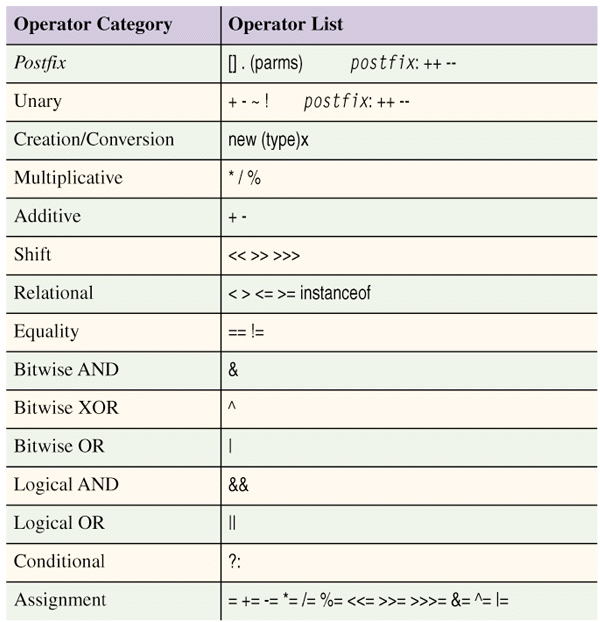 Operator Category Operator List
Postfix [] . (parms) postfix: ++ --
Unary + - ~ ! postfix: ++ --
Creation/Conversion new (type)x
Multiplicative * / %
Additive + -
Shift << >> >>>
Relational < > <= >= instanceof
Equality == !=
Bitwise AND &
Bitwise XOR ^
Bitwise OR |
Logical AND &&
Logical OR ||
Conditional ?:
Assignment = += -= *= /= %= <<= >>= >>>= &= ^= |=